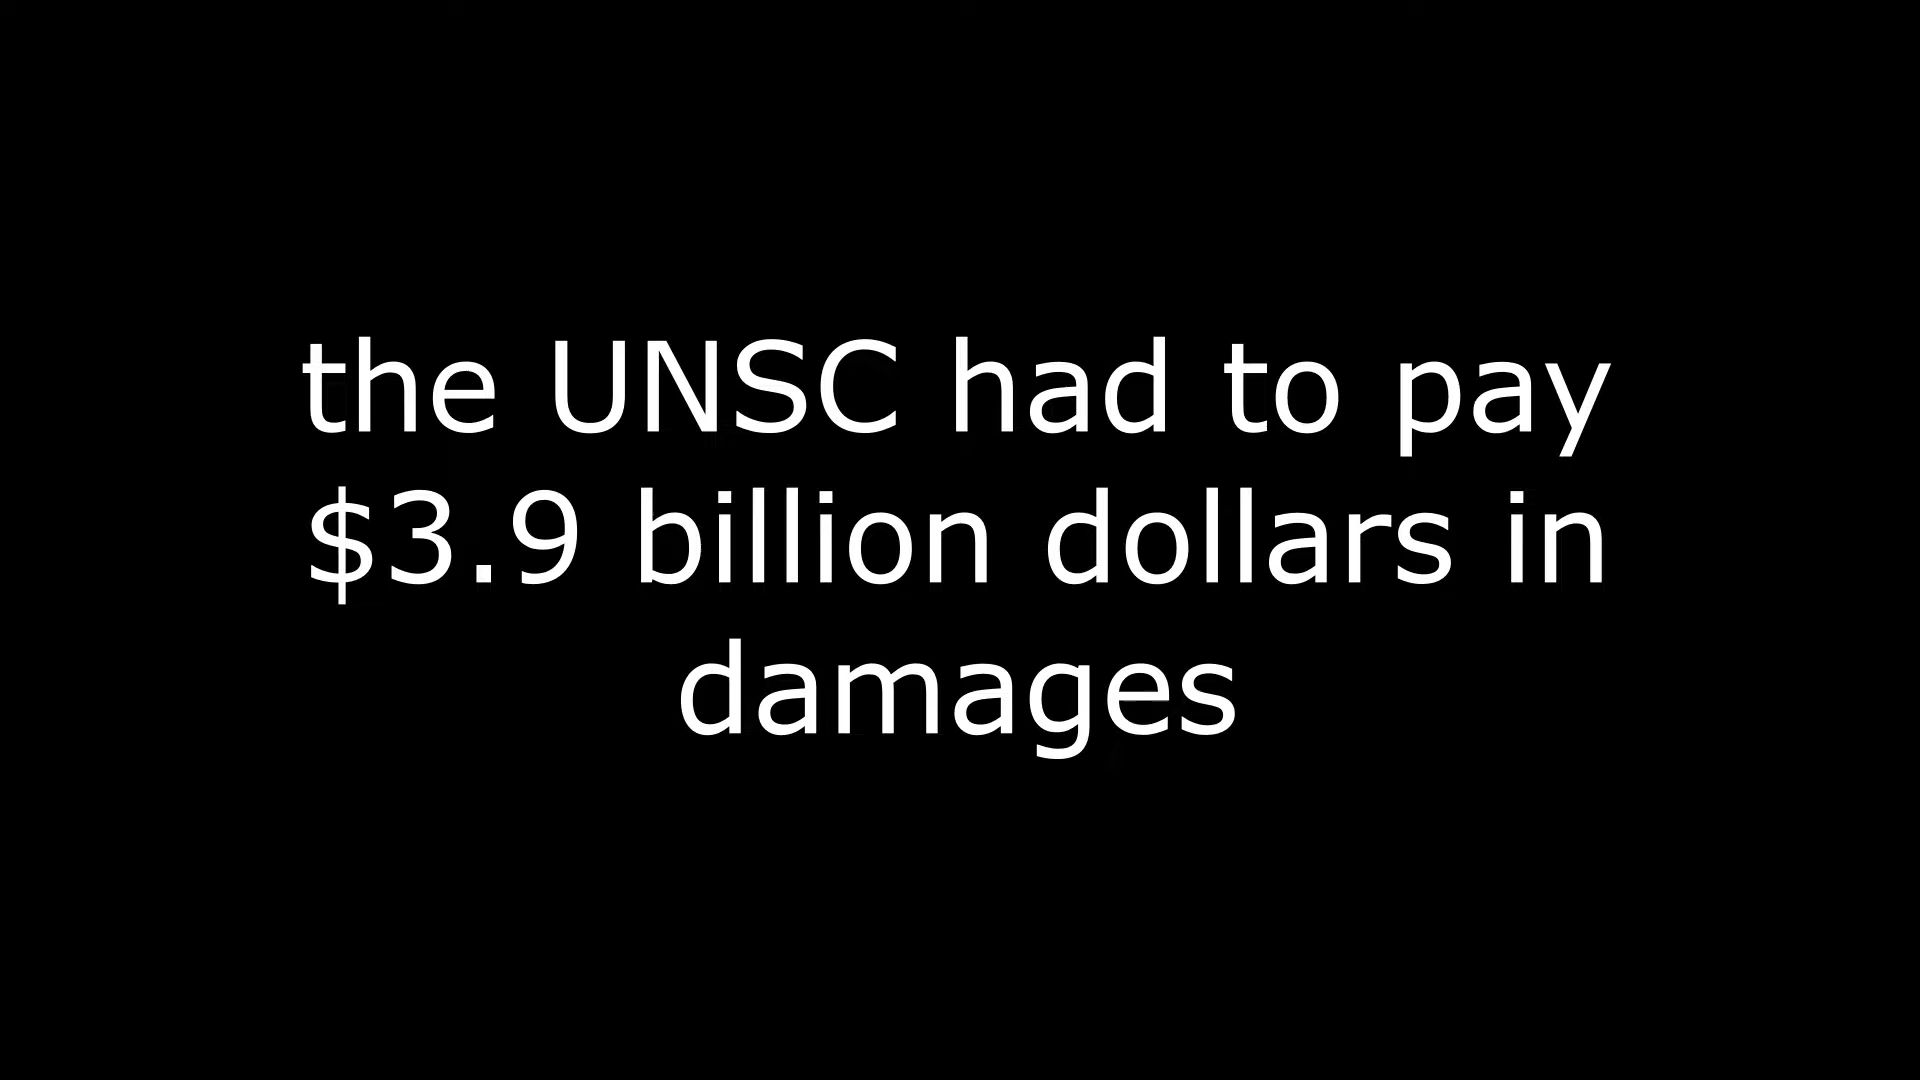 the UNSC had to pay
$3.9 billion dollars in
damages